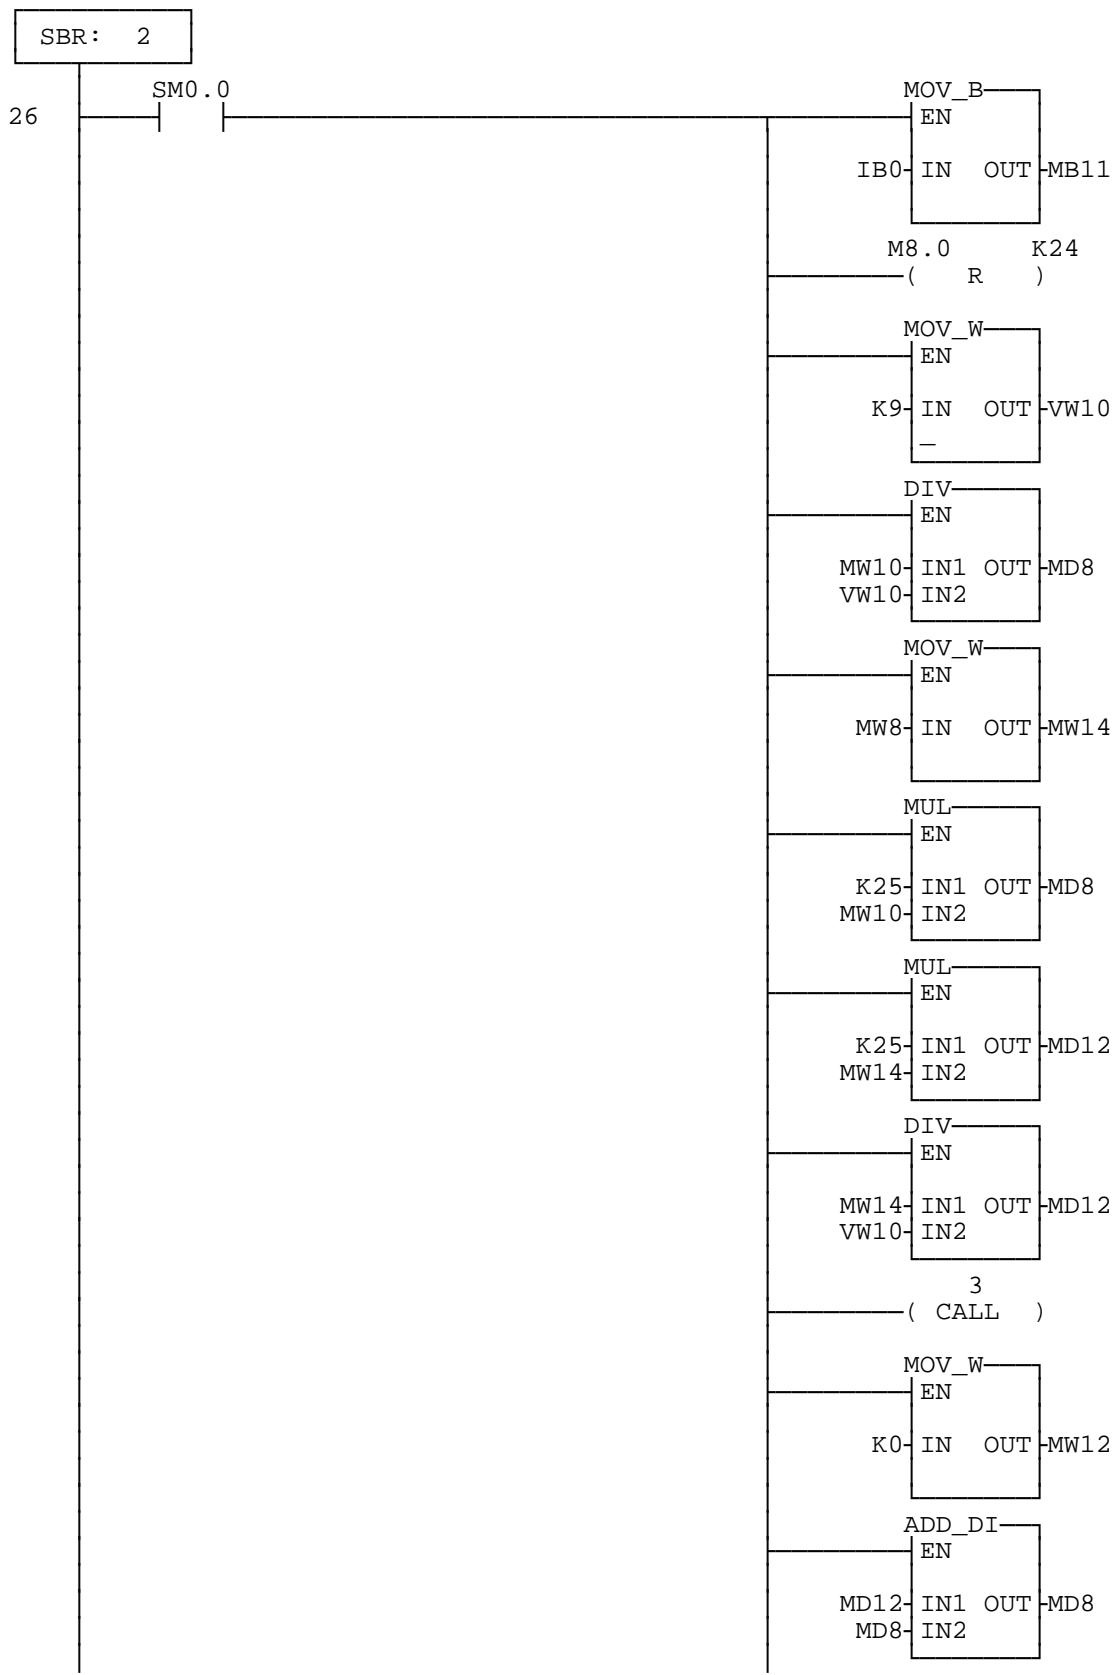 SBR: 2
SM0.0 MOV_B
26 EN
IB0 IN OUT MB11
M8.0 K24
( R )
MOV_W
EN
K9 IN OUT VW10
_
DIV
EN
MW10 IN1 OUT MD8
VW10 IN2
MOV_W
EN
MW8 IN OUT MW14
MUL
EN
K25 IN1 OUT MD8
MW10 IN2
MUL
EN
K25 IN1 OUT MD12
MW14 IN2
DIV
EN
MW14 IN1 OUT MD12
VW10 IN2
3
( CALL )
MOV_W
EN
K0 IN OUT MW12
ADD_DI
EN
MD12 IN1 OUT MD8
MD8 IN2